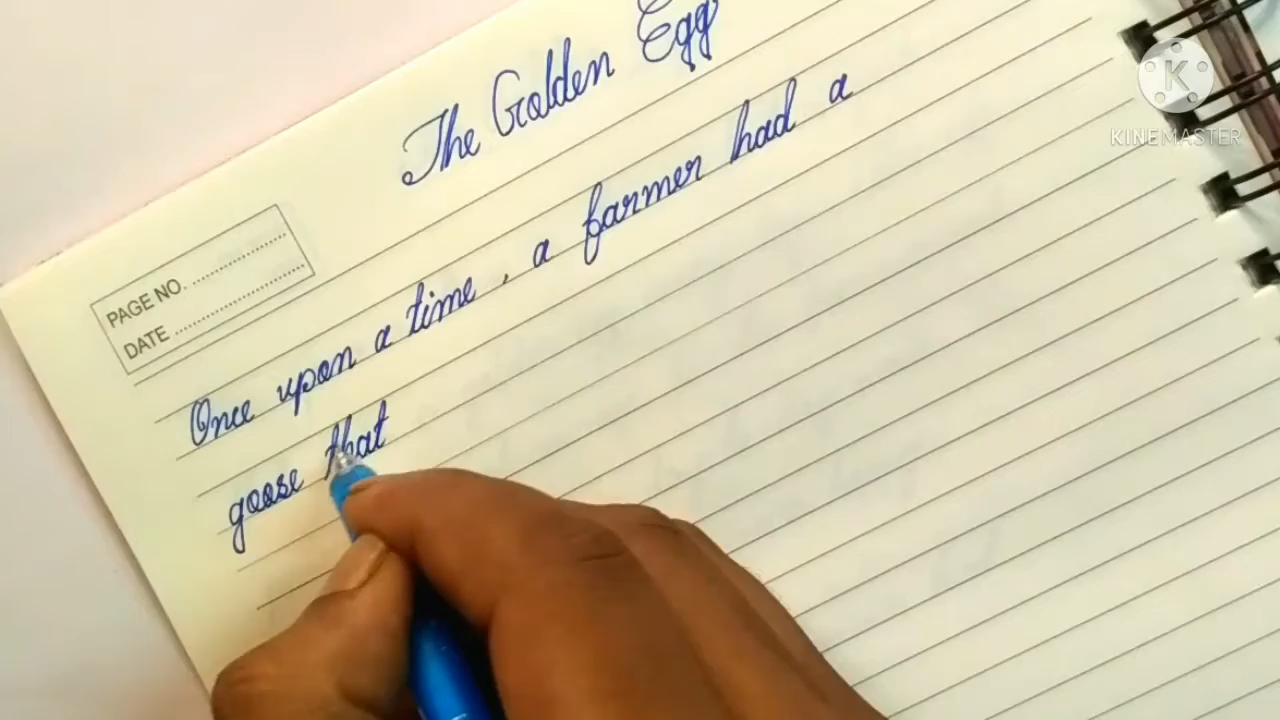 The Golden Egg
PAGE NO. ........................
DATE ..............................
Once upon a time, a farmer had a
goose that
K
KINEMASTER